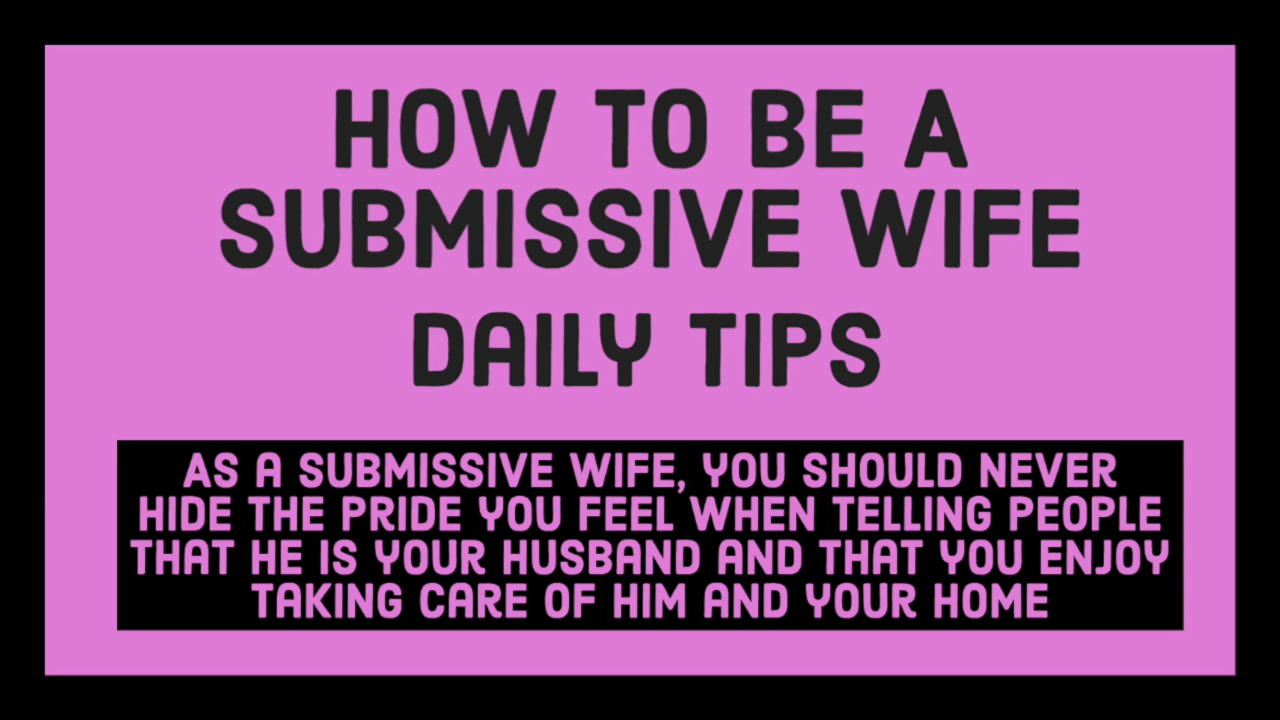 HOW TO BE A
SUBMISSIVE WIFE
DAILY TIPS
AS A SUBMISSIVE WIFE, YOU SHOULD NEVER
HIDE THE PRIDE YOU FEEL WHEN TELLING PEOPLE
THAT HE IS YOUR HUSBAND AND THAT YOU ENJOY
TAKING CARE OF HIM AND YOUR HOME